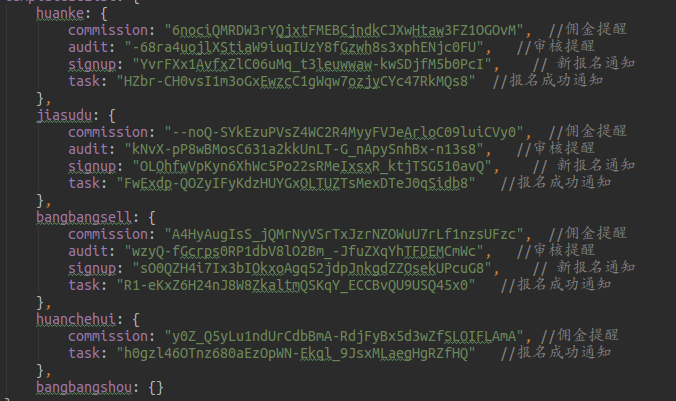 huanke: {
commission: "6nociQMRDW3rYQjxtFMEBCjndkCJXwHtaw3FZ1OGOvM", //佣金提醒
audit: "-68ra4uojlXStiaW9iuqIUzY8fGzwh8s3xphENjc0FU", //审核提醒
signup: "YvrFXx1AvfxZlC06uMq_t3leuwwaw-kwSDjfM5b0PcI", // 新报名通知
task: "HZbr-CH0vsI1m3oGxEwzcC1gWqw7ozjyCYc47RkMQs8" //报名成功通知
},
jiasudu: {
commission: "--noQ-SYkEzuPVsZ4WC2R4MyyFVJeArloC09luiCVy0", //佣金提醒
audit: "kNvX-pP8wBMosC631a2kkUnLT-G_nApySnhBx-n13s8", //审核提醒
signup: "OLOhfwVpKyn6XhWc5Po22sRMeIxsxR_ktjTSG510avQ", // 新报名通知
task: "FwExdp-QOZyIFyKdzHUYGxOLTUZTsMexDTeJ0qSidb8" //报名成功通知
},
bangbangsell: {
commission: "A4HyAugIsS_jQMrNyVSrTxJzrNZOWuU7rLf1nzsUFzc", //佣金提醒
audit: "wzyQ-fGcrps0RP1dbV8lO2Bm_-JfuZXqYhTFDEMCmWc", //审核提醒
signup: "sO0QZH4i7Ix3bIOkxoAgq52jdpJnkgdZZOsekUPcuG8", // 新报名通知
task: "R1-eKxZ6H24nJ8W8ZkaltmQSKqY_ECCBvQU9USQ45x0" //报名成功通知
},
huanchehui: {
commission: "y0Z_Q5yLu1ndUrCdbBmA-RdjFyBx5d3wZfSLOIFLAmA", //佣金提醒
task: "h0gzl46OTnz680aEzOpWN-Ekql_9JsxMLaegHgRZfHQ" //报名成功通知
},
bangbangshou: {}